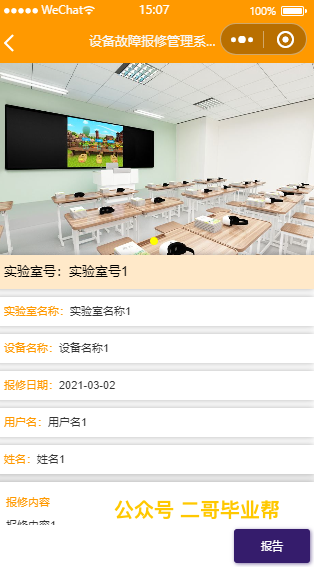 WeChat 15:07 100%
设备故障报修管理系...
实验室号：实验室号1
实验室名称：实验室名称1
设备名称：设备名称1
报修日期：2021-03-02
用户名：用户名1
姓名：姓名1
报修内容
公众号 二哥毕业帮
报修内容1
报告